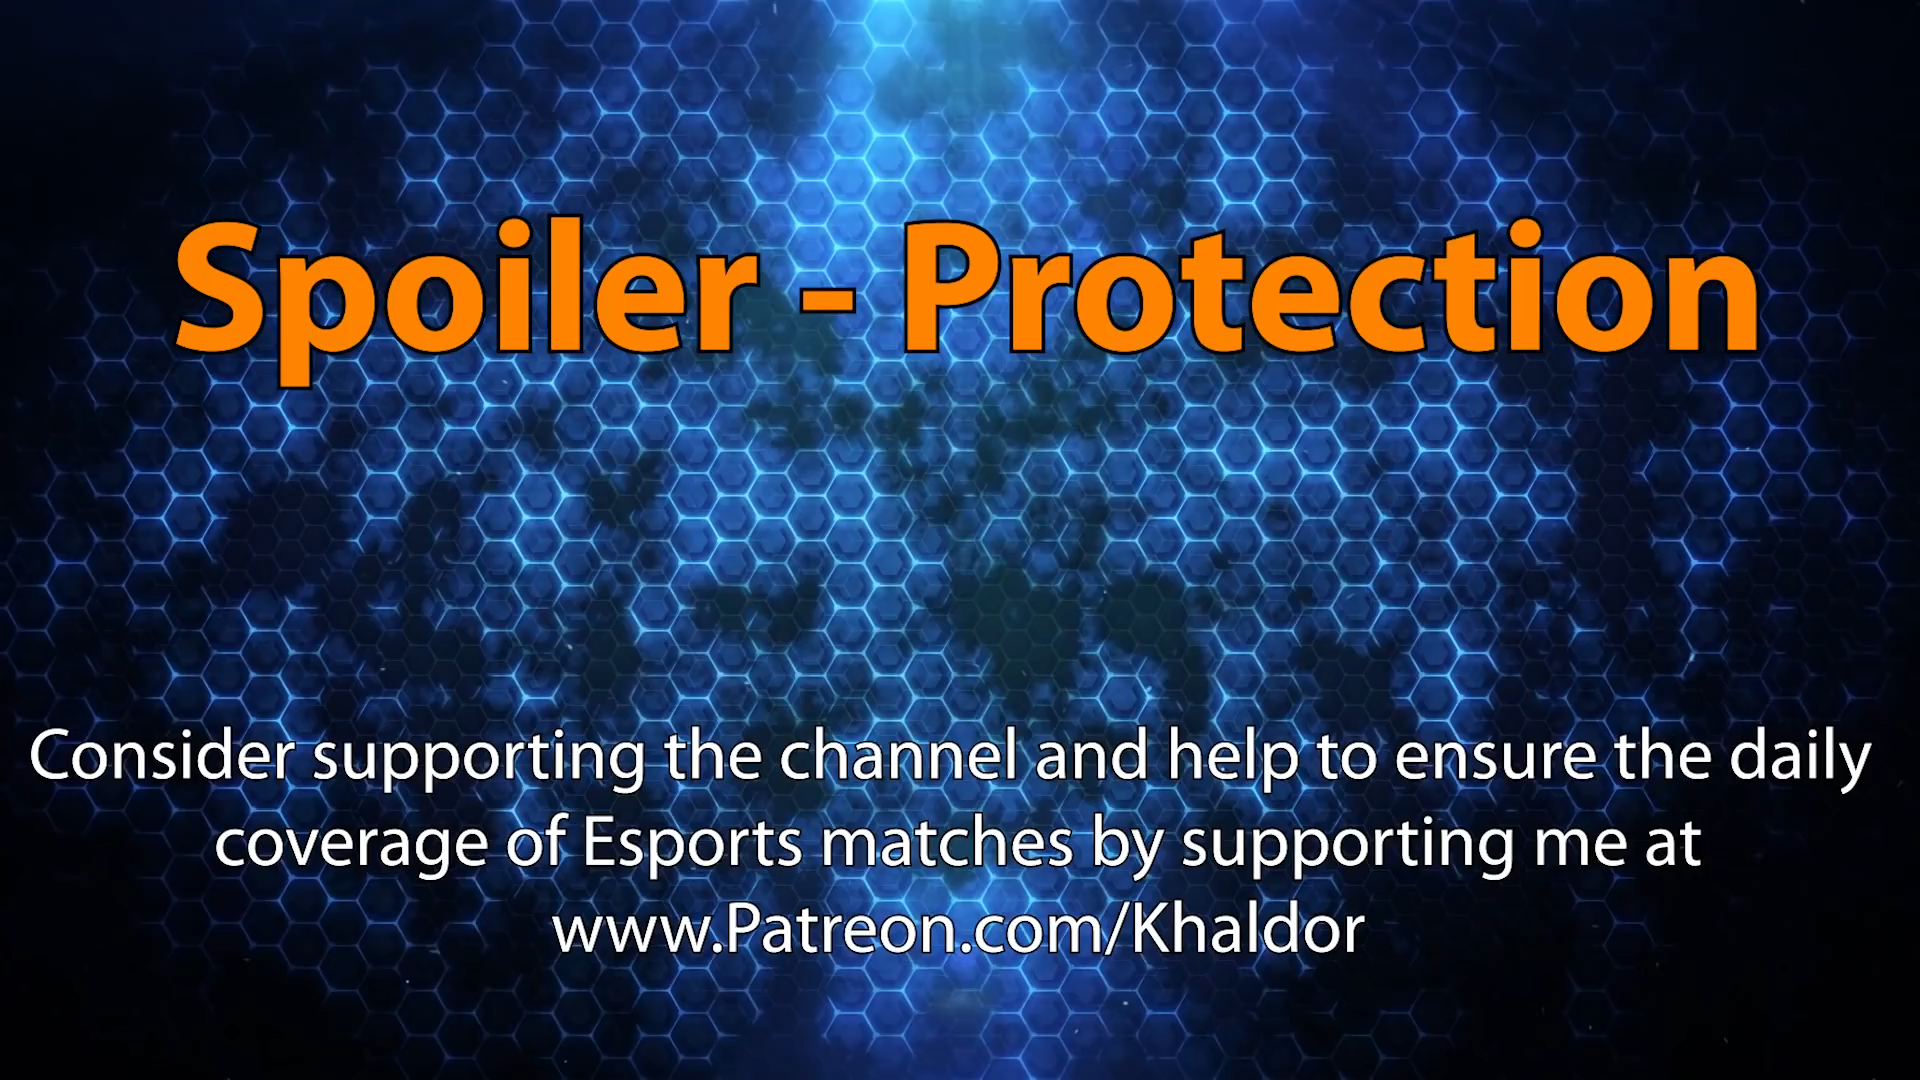 Spoiler - Protection
Consider supporting the channel and help to ensure the daily
coverage of Esports matches by supporting me at
www.Patreon.com/Khaldor